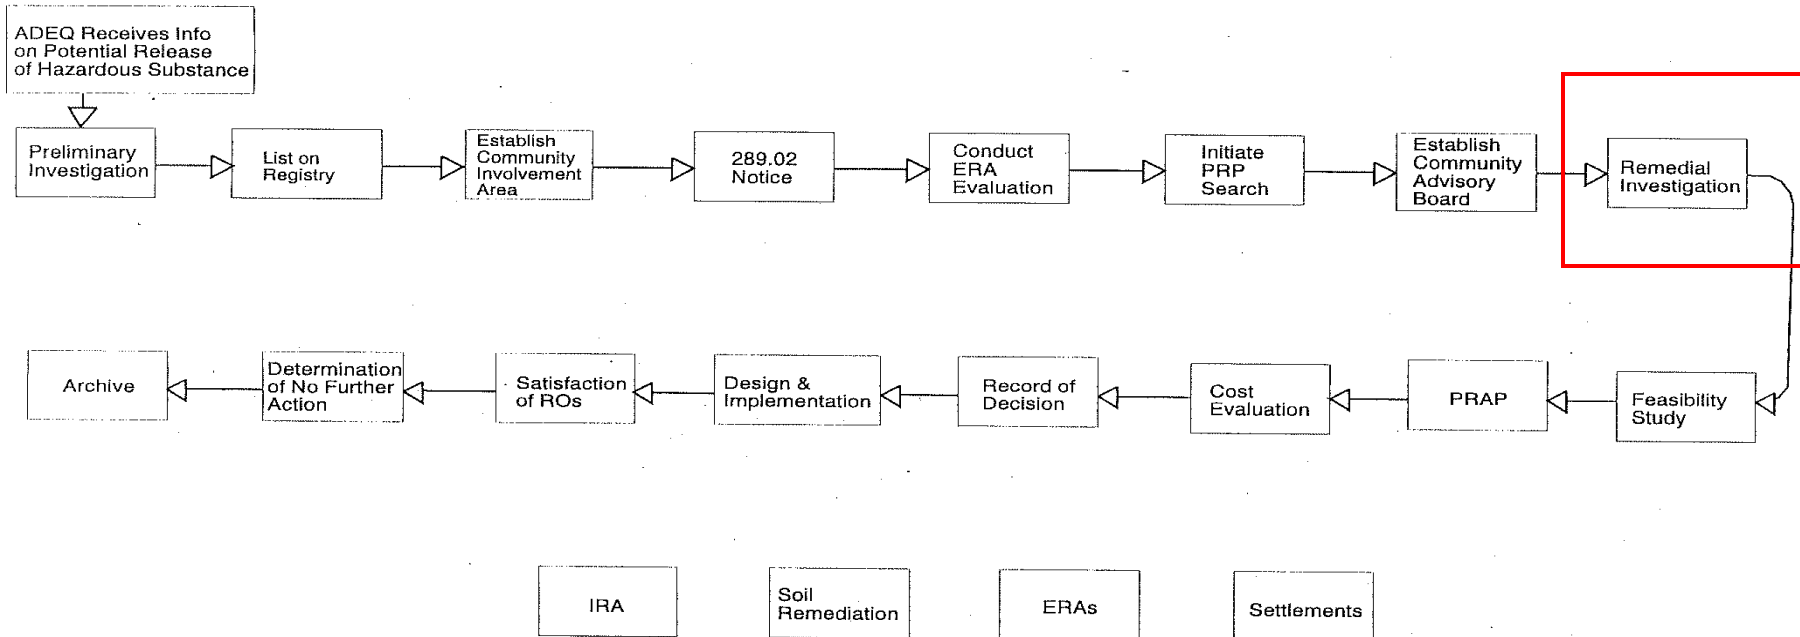 ADEQ Receives Info
on Potential Release
of Hazardous Substance
Preliminary
Investigation
List on
Registry
Establish
Community
Involvement
Area
289.02
Notice
Conduct
ERA
Evaluation
Initiate
PRP
Search
Establish
Community
Advisory
Board
Remedial
Investigation
Archive
Determination
of No Further
Action
Satisfaction
of ROs
Design &
Implementation
Record of
Decision
Cost
Evaluation
PRAP
Feasibility
Study
IRA
Soil
Remediation
ERAs
Settlements